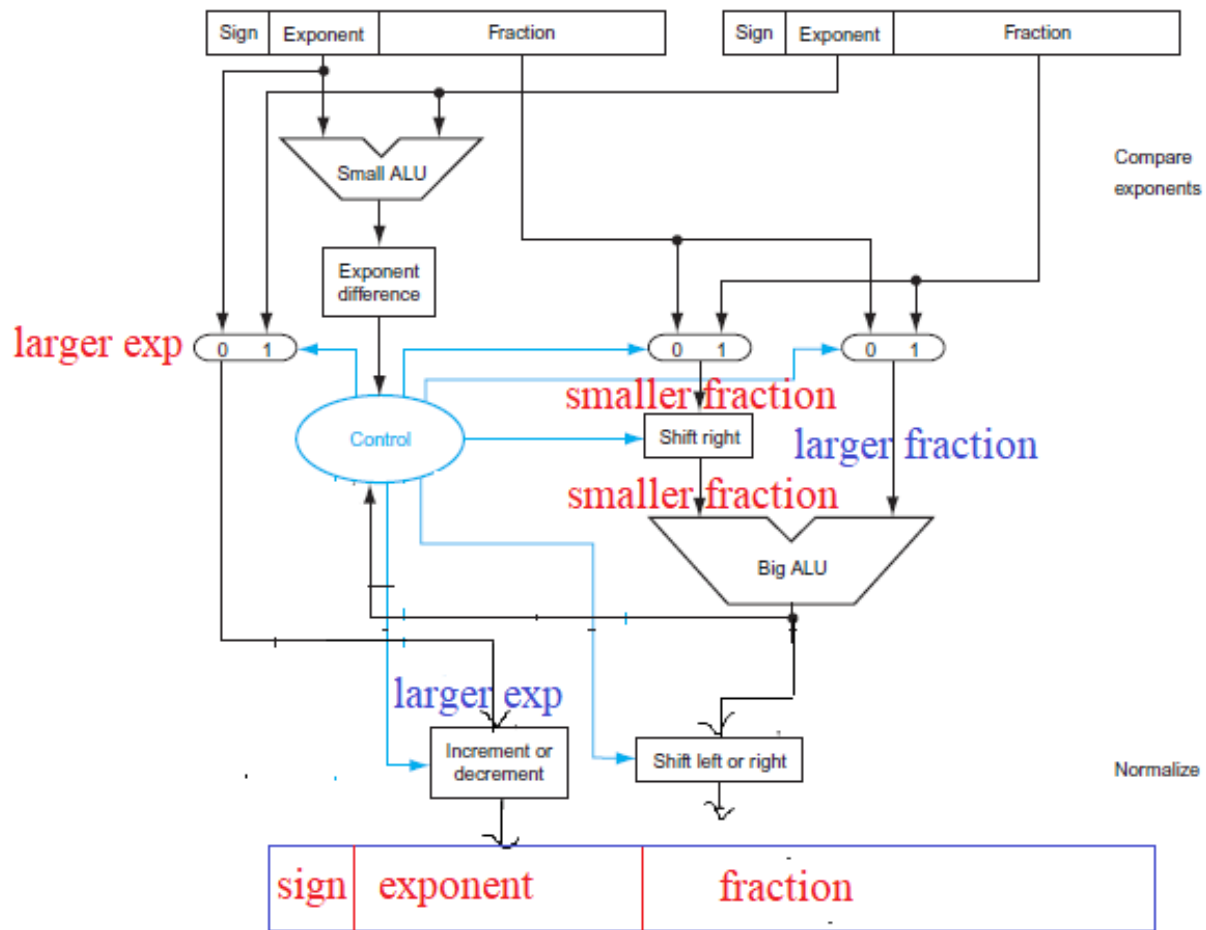 Sign Exponent Fraction Sign Exponent Fraction
Small ALU
Compare
exponents
Exponent
difference
larger exp 0 1 0 1 0 1
smaller fraction
Control Shift right larger fraction
smaller fraction
Big ALU
larger exp
Increment or
decrement
Shift left or right
Normalize
sign exponent fraction